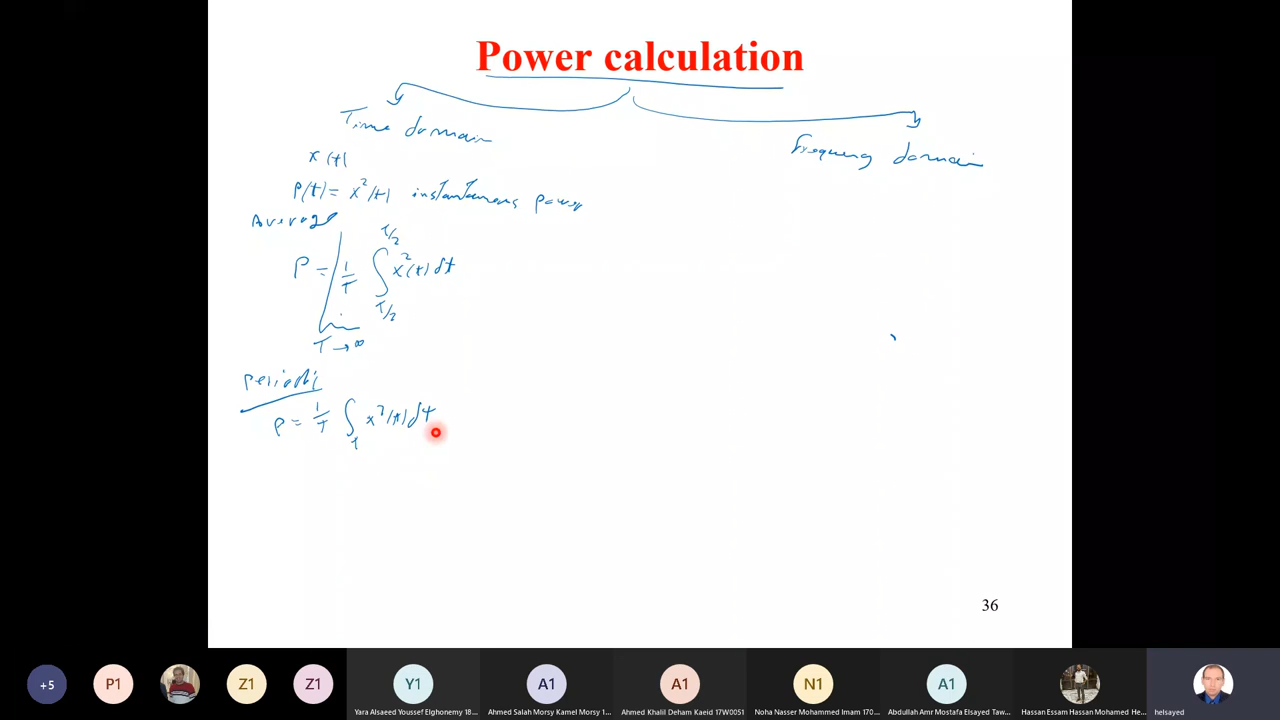 Power calculation
Time domain
Frequency domain
x(t)
P(t) = x²(t) instantaneous power
Average
P = 1/T ∫ x²(t) dt
T/2
T/2
lim
T → ∞
periodic
P = 1/T ∫ x²(t) dt
T
36
+5
P1
Z1
Z1
Y1
A1
A1
N1
A1
Yara Alsaeed Youssef Elghonemy 18...
Ahmed Salah Morsy Kamel Morsy 1...
Ahmed Khalil Deham Kaeid 17W0051
Noha Nasser Mohammed Imam 170...
Abdullah Amr Mostafa Elsayed Taw...
Hassan Essam Hassan Mohamed He...
helsayed